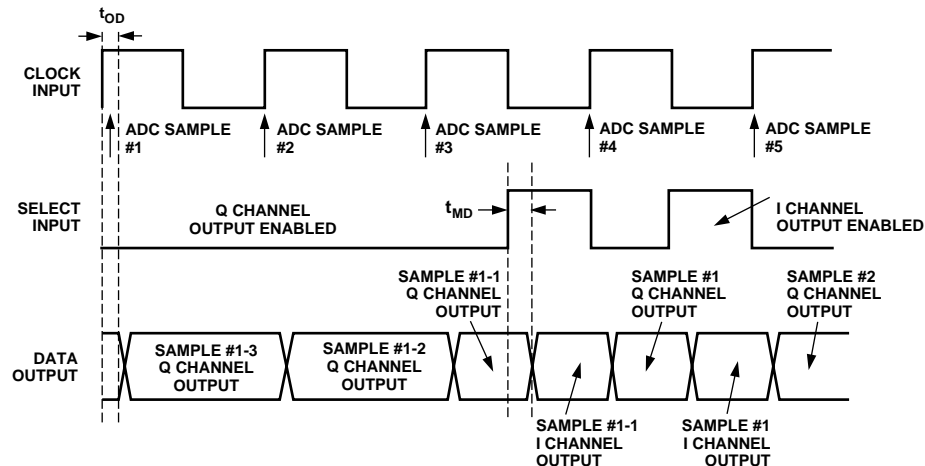 tOD
CLOCK
INPUT
ADC SAMPLE
#1
ADC SAMPLE
#2
ADC SAMPLE
#3
ADC SAMPLE
#4
ADC SAMPLE
#5
SELECT
INPUT
Q CHANNEL
OUTPUT ENABLED
tMD
I CHANNEL
OUTPUT ENABLED
SAMPLE #1-1
Q CHANNEL
OUTPUT
SAMPLE #1
Q CHANNEL
OUTPUT
SAMPLE #2
Q CHANNEL
OUTPUT
DATA
OUTPUT
SAMPLE #1-3
Q CHANNEL
OUTPUT
SAMPLE #1-2
Q CHANNEL
OUTPUT
SAMPLE #1-1
I CHANNEL
OUTPUT
SAMPLE #1
I CHANNEL
OUTPUT